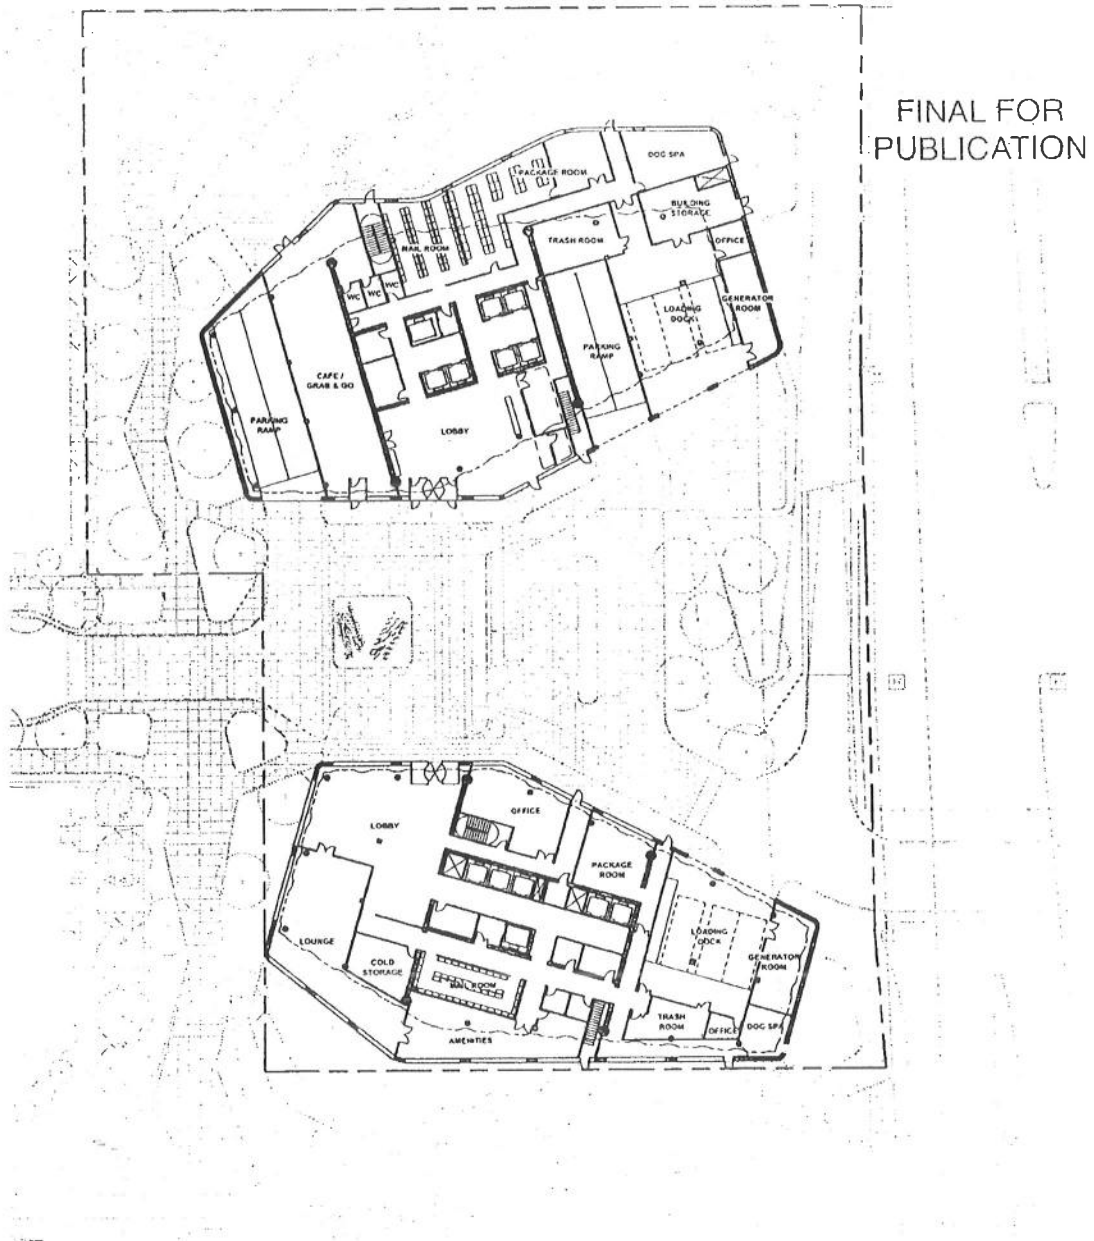 FINAL FOR
PUBLICATION
DOG SPA
PACKAGE ROOM
BUILDING
STORAGE
TRASH ROOM
OFFICE
MAIL ROOM
WC
WC
WC
GENERATOR
ROOM
LOADING
DOCK
PARKING
RAMP
CAFE /
GRAB & GO
PARKING
RAMP
LOBBY
OFFICE
LOBBY
PACKAGE
ROOM
LOADING
DOCK
LOUNGE
GENERATOR
ROOM
COLD
STORAGE
MAIL ROOM
TRASH
ROOM
OFFICE
DOG SPA
AMENITIES